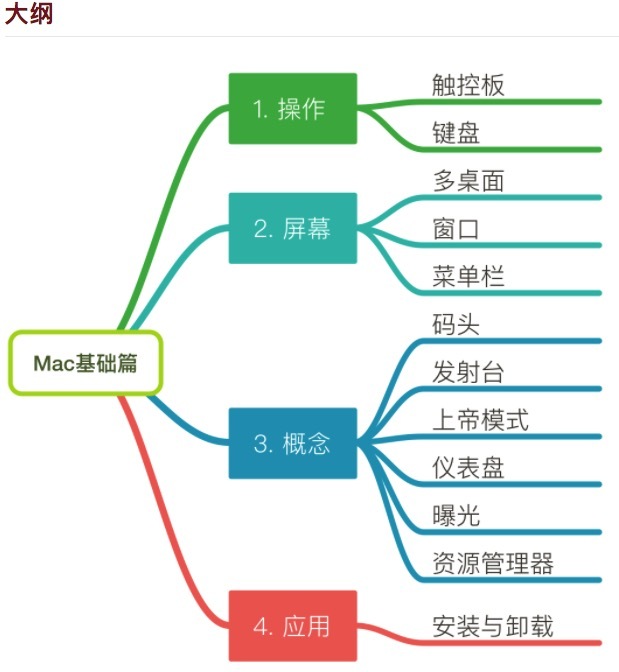 大纲
Mac基础篇
1. 操作
触控板
键盘
2. 屏幕
多桌面
窗口
菜单栏
3. 概念
码头
发射台
上帝模式
仪表盘
曝光
资源管理器
4. 应用
安装与卸载